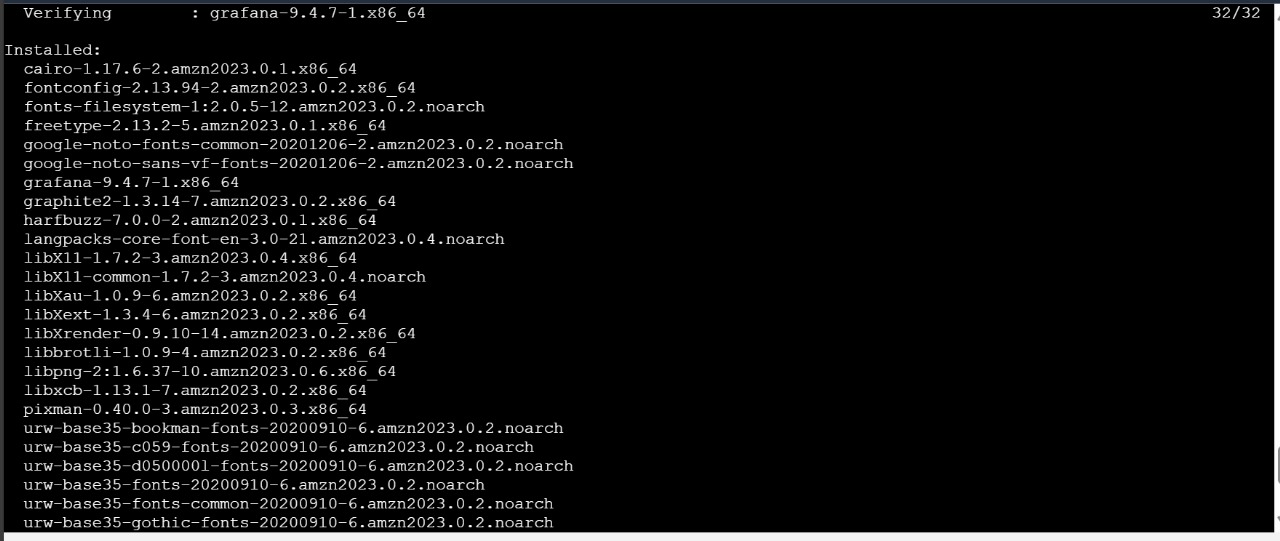 Verifying : grafana-9.4.7-1.x86_64 32/32
Installed:
cairo-1.17.6-2.amzn2023.0.1.x86_64
fontconfig-2.13.94-2.amzn2023.0.2.x86_64
fonts-filesystem-1:2.0.5-12.amzn2023.0.2.noarch
freetype-2.13.2-5.amzn2023.0.1.x86_64
google-noto-fonts-common-20201206-2.amzn2023.0.2.noarch
google-noto-sans-vf-fonts-20201206-2.amzn2023.0.2.noarch
grafana-9.4.7-1.x86_64
graphite2-1.3.14-7.amzn2023.0.2.x86_64
harfbuzz-7.0.0-2.amzn2023.0.1.x86_64
langpacks-core-font-en-3.0-21.amzn2023.0.4.noarch
libX11-1.7.2-3.amzn2023.0.4.x86_64
libX11-common-1.7.2-3.amzn2023.0.4.noarch
libXau-1.0.9-6.amzn2023.0.2.x86_64
libXext-1.3.4-6.amzn2023.0.2.x86_64
libXrender-0.9.10-14.amzn2023.0.2.x86_64
libbrotli-1.0.9-4.amzn2023.0.2.x86_64
libpng-2:1.6.37-10.amzn2023.0.6.x86_64
libxcb-1.13.1-7.amzn2023.0.2.x86_64
pixman-0.40.0-3.amzn2023.0.3.x86_64
urw-base35-bookman-fonts-20200910-6.amzn2023.0.2.noarch
urw-base35-c059-fonts-20200910-6.amzn2023.0.2.noarch
urw-base35-d050000l-fonts-20200910-6.amzn2023.0.2.noarch
urw-base35-fonts-20200910-6.amzn2023.0.2.noarch
urw-base35-fonts-common-20200910-6.amzn2023.0.2.noarch
urw-base35-gothic-fonts-20200910-6.amzn2023.0.2.noarch